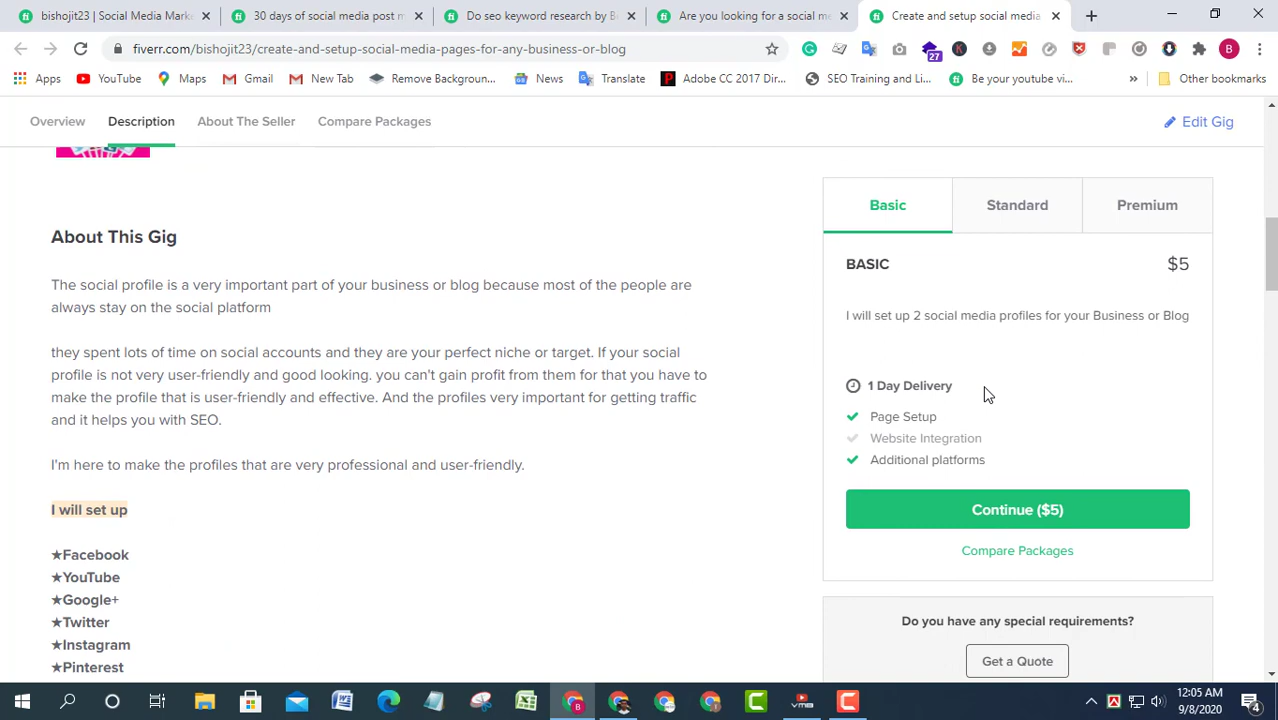 bishojit23 | Social Media Market
30 days of social media post m
Do seo keyword research by B
Are you looking for a social me
Create and setup social media
fiverr.com/bishojit23/create-and-setup-social-media-pages-for-any-business-or-blog
27
B
Apps
YouTube
Maps
Gmail
New Tab
Remove Background...
News
Translate
Adobe CC 2017 Dir...
SEO Training and Li...
Be your youtube vi...
»
Other bookmarks
Overview
Description
About The Seller
Compare Packages
Edit Gig
About This Gig
The social profile is a very important part of your business or blog because most of the people are
always stay on the social platform
they spent lots of time on social accounts and they are your perfect niche or target. If your social
profile is not very user-friendly and good looking. you can't gain profit from them for that you have to
make the profile that is user-friendly and effective. And the profiles very important for getting traffic
and it helps you with SEO.
I'm here to make the profiles that are very professional and user-friendly.
I will set up
★Facebook
★YouTube
★Google+
★Twitter
★Instagram
★Pinterest
Basic
Standard
Premium
BASIC
$5
I will set up 2 social media profiles for your Business or Blog
1 Day Delivery
Page Setup
Website Integration
Additional platforms
Continue ($5)
Compare Packages
Do you have any special requirements?
Get a Quote
12:05 AM
9/8/2020
4